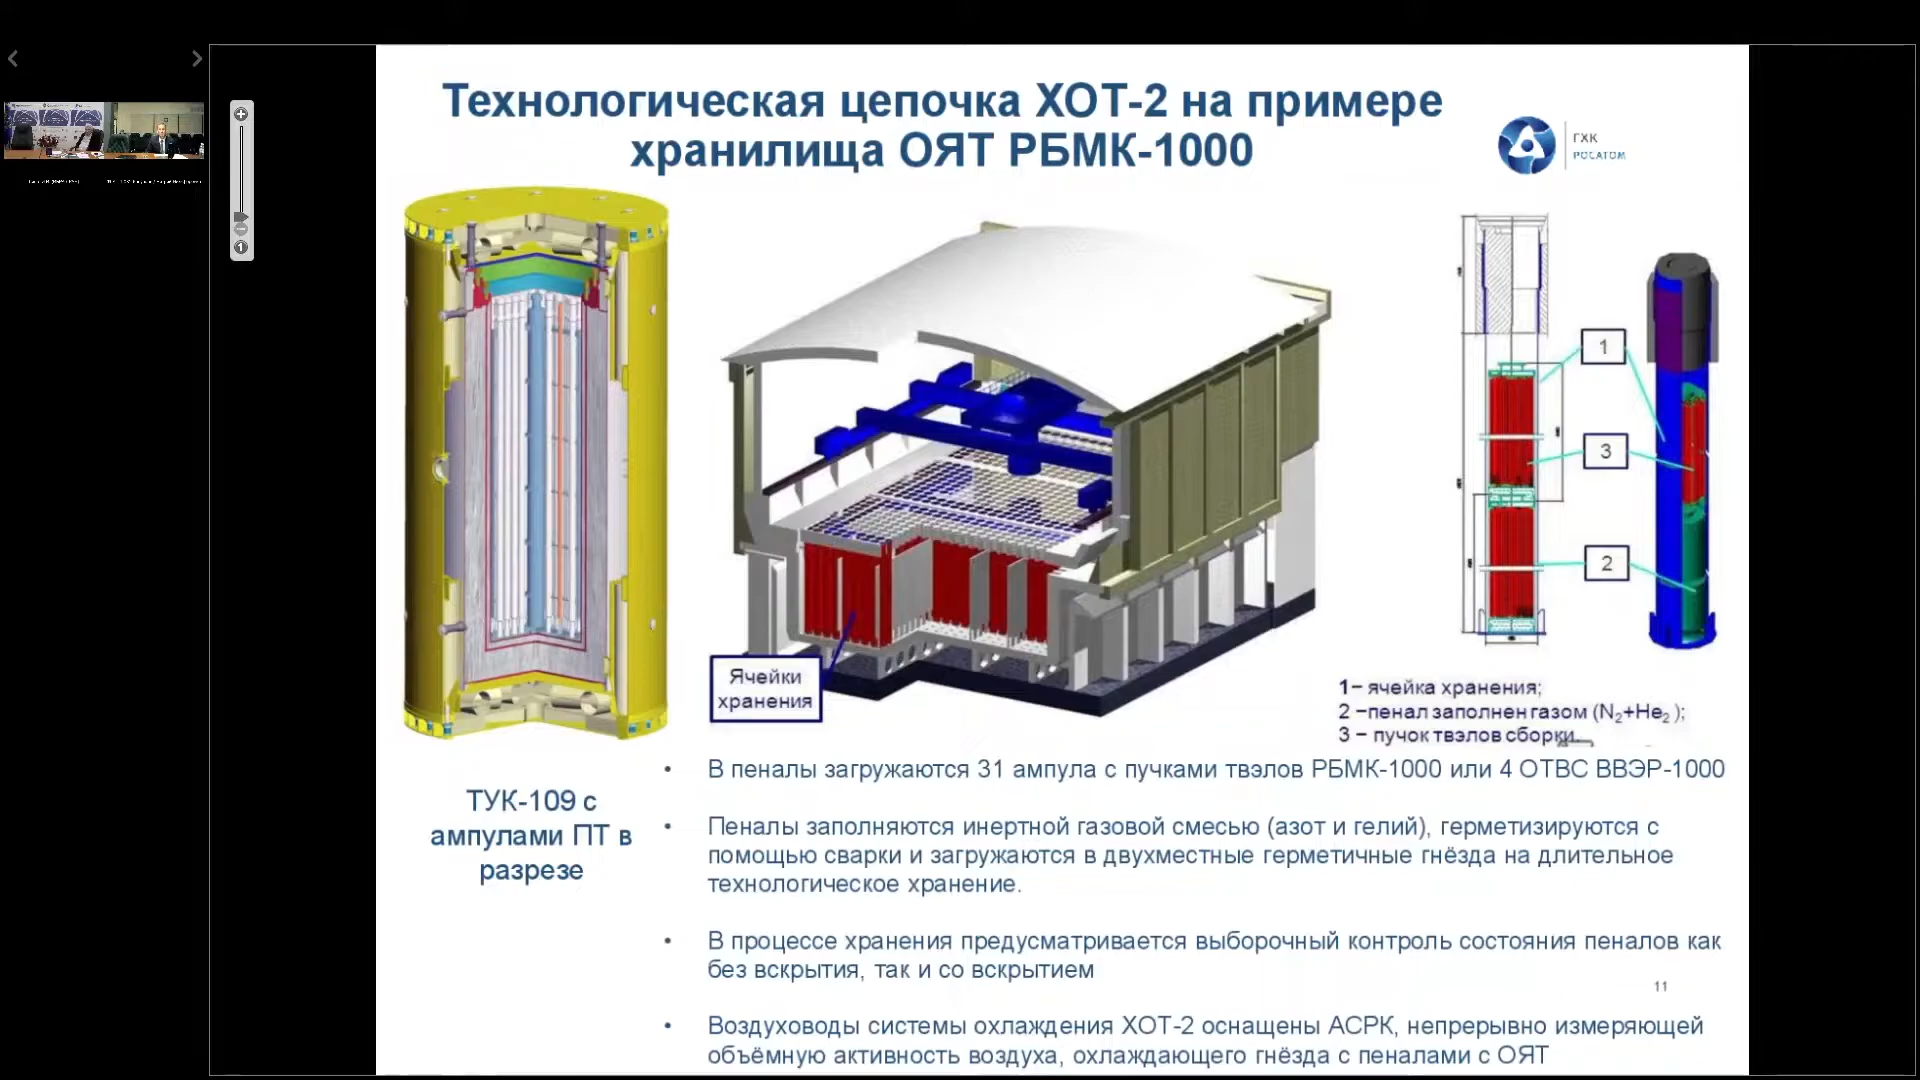 Технологическая цепочка ХОТ-2 на примере
хранилища ОЯТ РБМК-1000
ГХК
РОСАТОМ
1
1
3
2
Ячейки
хранения
1– ячейка хранения;
2 –пенал заполнен газом (N₂+He₂ );
3 – пучок твэлов сборки.
ТУК-109 с
ампулами ПТ в
разрезе
• В пеналы загружаются 31 ампула с пучками твэлов РБМК-1000 или 4 ОТВС ВВЭР-1000
• Пеналы заполняются инертной газовой смесью (азот и гелий), герметизируются с
помощью сварки и загружаются в двухместные герметичные гнёзда на длительное
технологическое хранение.
• В процессе хранения предусматривается выборочный контроль состояния пеналов как
без вскрытия, так и со вскрытием
11
• Воздуховоды системы охлаждения ХОТ-2 оснащены АСРК, непрерывно измеряющей
объёмную активность воздуха, охлаждающего гнёзда с пеналами с ОЯТ